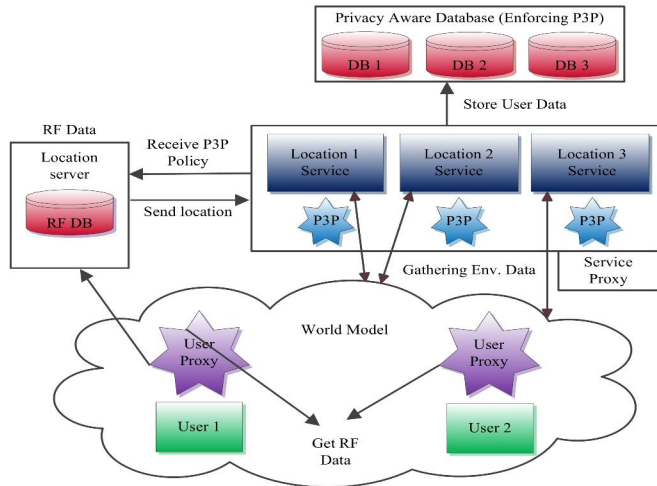 Privacy Aware Database (Enforcing P3P)
DB 1
DB 2
DB 3
Store User Data
RF Data
Location
server
RF DB
Receive P3P
Policy
Send location
Location 1
Service
Location 2
Service
Location 3
Service
P3P
P3P
P3P
Gathering Env. Data
Service
Proxy
World Model
User
Proxy
User
Proxy
User 1
User 2
Get RF
Data